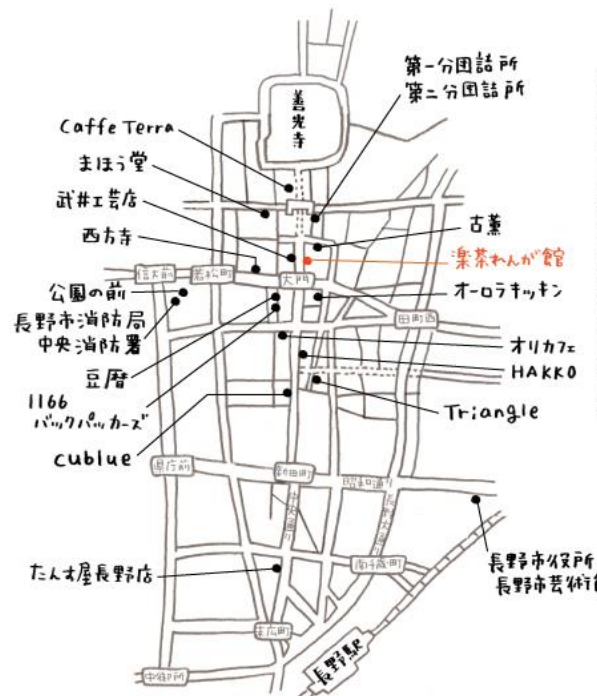 第一分団詰所
第二分団詰所
善光寺
Caffe Terra
まほう堂
武井工芸店
西方寺
古薫
楽茶れんが館
信大前
若松町
大門
公園の前
長野市消防局
中央消防署
オーロラキッチン
田町西
豆暦
オリカフェ
HAKKO
1166
バックパッカーズ
Triangle
cublue
県庁前
新田町
昭和通り
中央通り
長野大通り
たんす屋長野店
南千歳町
長野市役所
長野市芸術館
末広町
長野駅
中御所